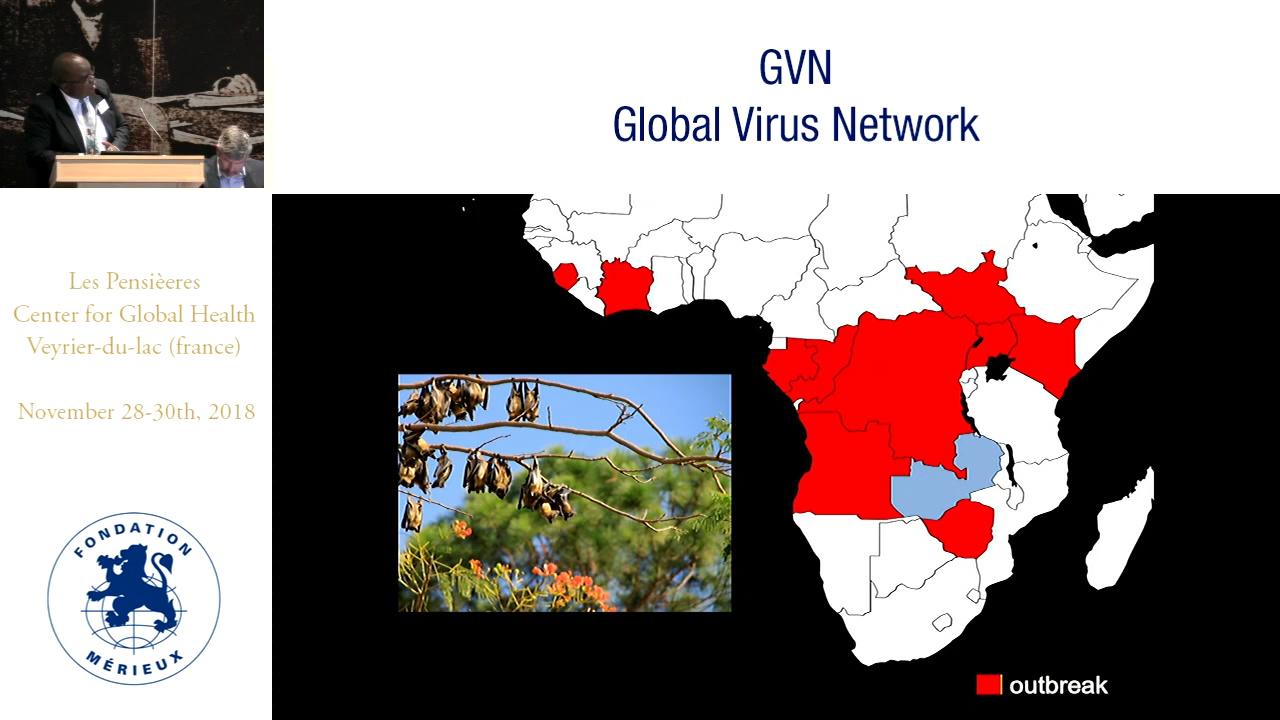 GVN
Global Virus Network
Les Pensièeres
Center for Global Health
Veyrier-du-lac (france)
November 28-30th, 2018
FONDATION
MÉRIEUX
outbreak